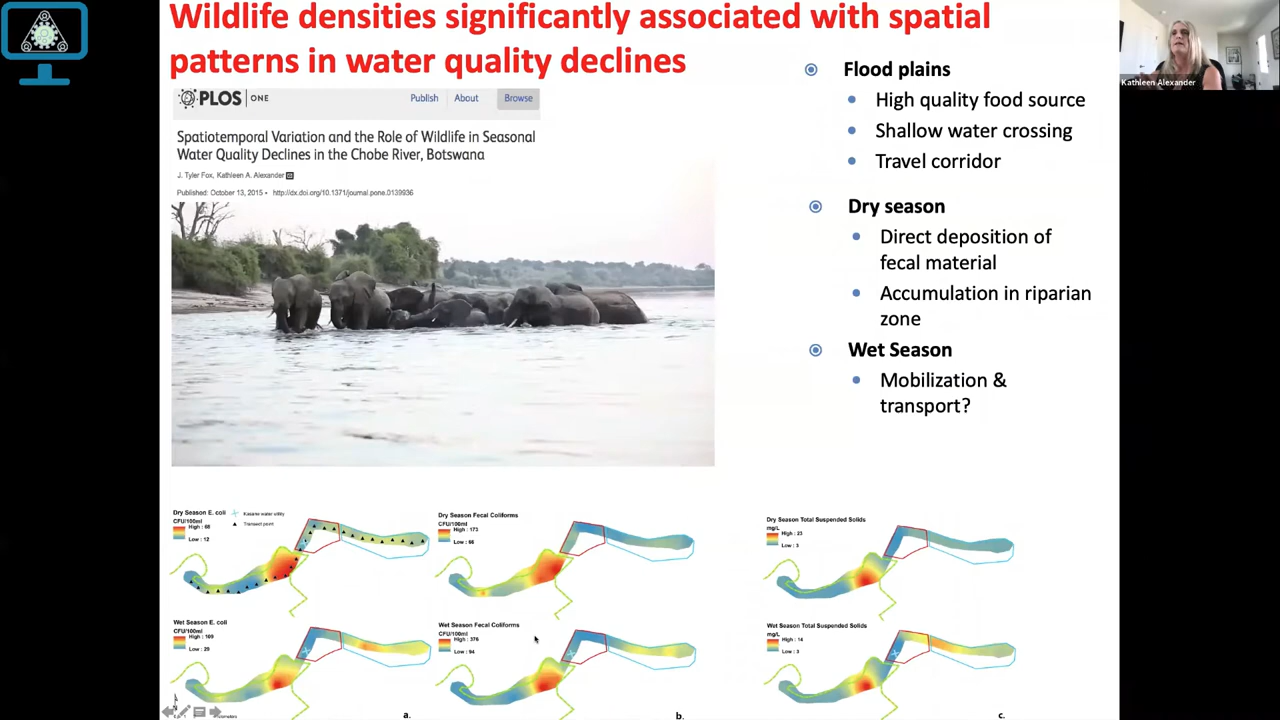 Wildlife densities significantly associated with spatial
patterns in water quality declines
PLOS ONE
Publish About Browse
Spatiotemporal Variation and the Role of Wildlife in Seasonal
Water Quality Declines in the Chobe River, Botswana
J. Tyler Fox, Kathleen A. Alexander
Published: October 13, 2015 • http://dx.doi.org/10.1371/journal.pone.0139936
Flood plains
High quality food source
Shallow water crossing
Travel corridor
Dry season
Direct deposition of
fecal material
Accumulation in riparian
zone
Wet Season
Mobilization &
transport?
Kathleen Alexander
Dry Season E. coli
CFU/100ml
High : 68
Low : 12
Kasane water utility
Transect point
Dry Season Fecal Coliforms
CFU/100ml
High : 173
Low : 66
Dry Season Total Suspended Solids
mg/L
High : 23
Low : 3
Wet Season E. coli
CFU/100ml
High : 109
Low : 29
Wet Season Fecal Coliforms
CFU/100ml
High : 376
Low : 94
Wet Season Total Suspended Solids
mg/L
High : 14
Low : 3
a.
b.
c.